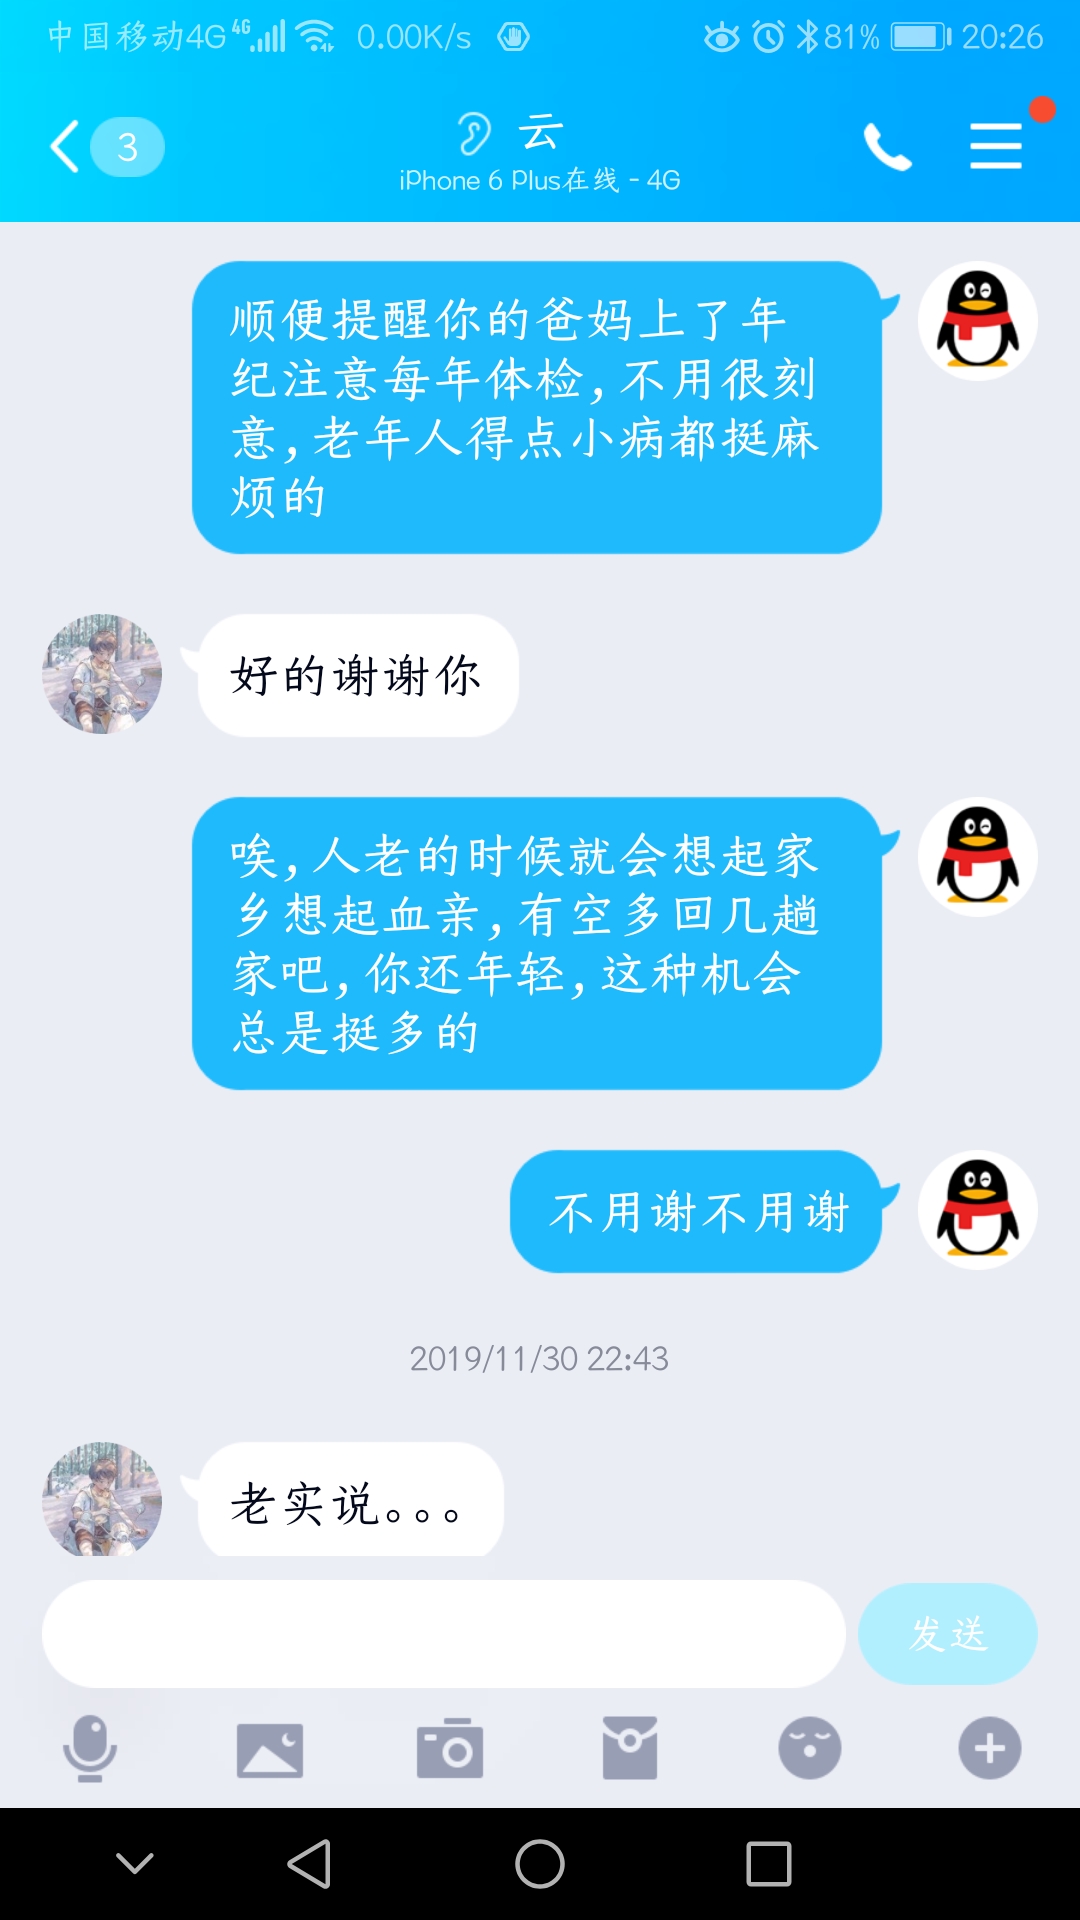 中国移动4G 4G 0.00K/s 81% 20:26
3
云
iPhone 6 Plus在线 - 4G
顺便提醒你的爸妈上了年
纪注意每年体检,不用很刻
意,老年人得点小病都挺麻
烦的
好的谢谢你
唉,人老的时候就会想起家
乡想起血亲,有空多回几趟
家吧,你还年轻,这种机会
总是挺多的
不用谢不用谢
2019/11/30 22:43
老实说。。。
发送